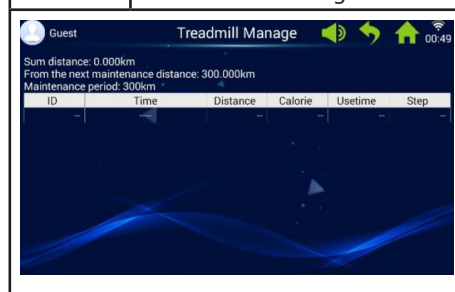 Guest Treadmill Manage 00:49
Sum distance: 0.000km
From the next maintenance distance: 300.000km
Maintenance period: 300km
ID Time Distance Calorie Usetime Step
-- ---- -- -- -- --